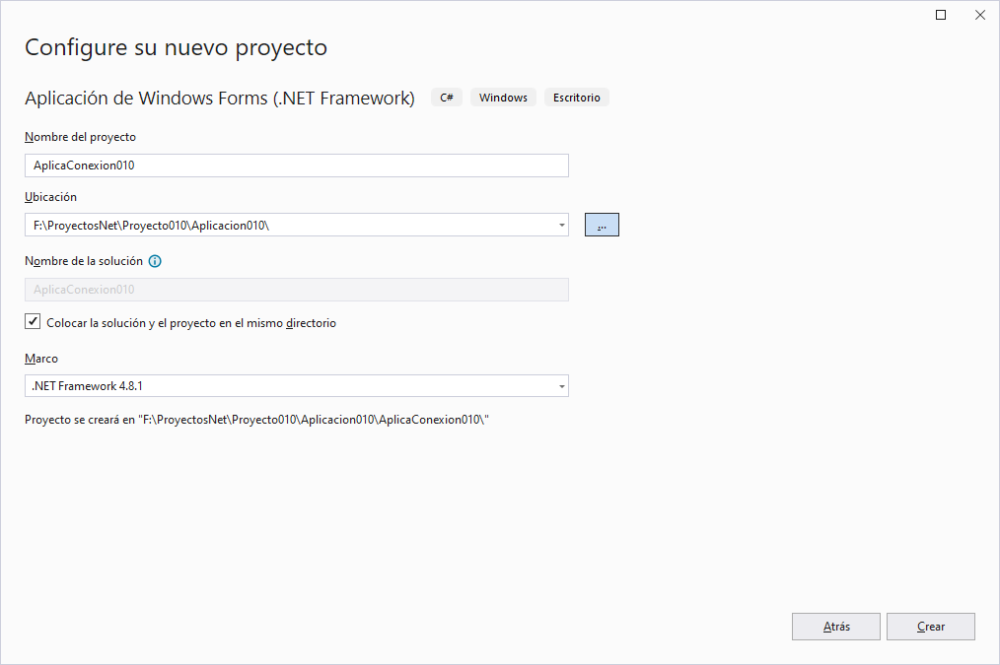 Configure su nuevo proyecto
Aplicación de Windows Forms (.NET Framework) C# Windows Escritorio
Nombre del proyecto
AplicaConexion010
Ubicación
F:\ProyectosNet\Proyecto010\Aplicacion010\
...
Nombre de la solución
AplicaConexion010
Colocar la solución y el proyecto en el mismo directorio
Marco
.NET Framework 4.8.1
Proyecto se creará en "F:\ProyectosNet\Proyecto010\Aplicacion010\AplicaConexion010\"
Atrás Crear